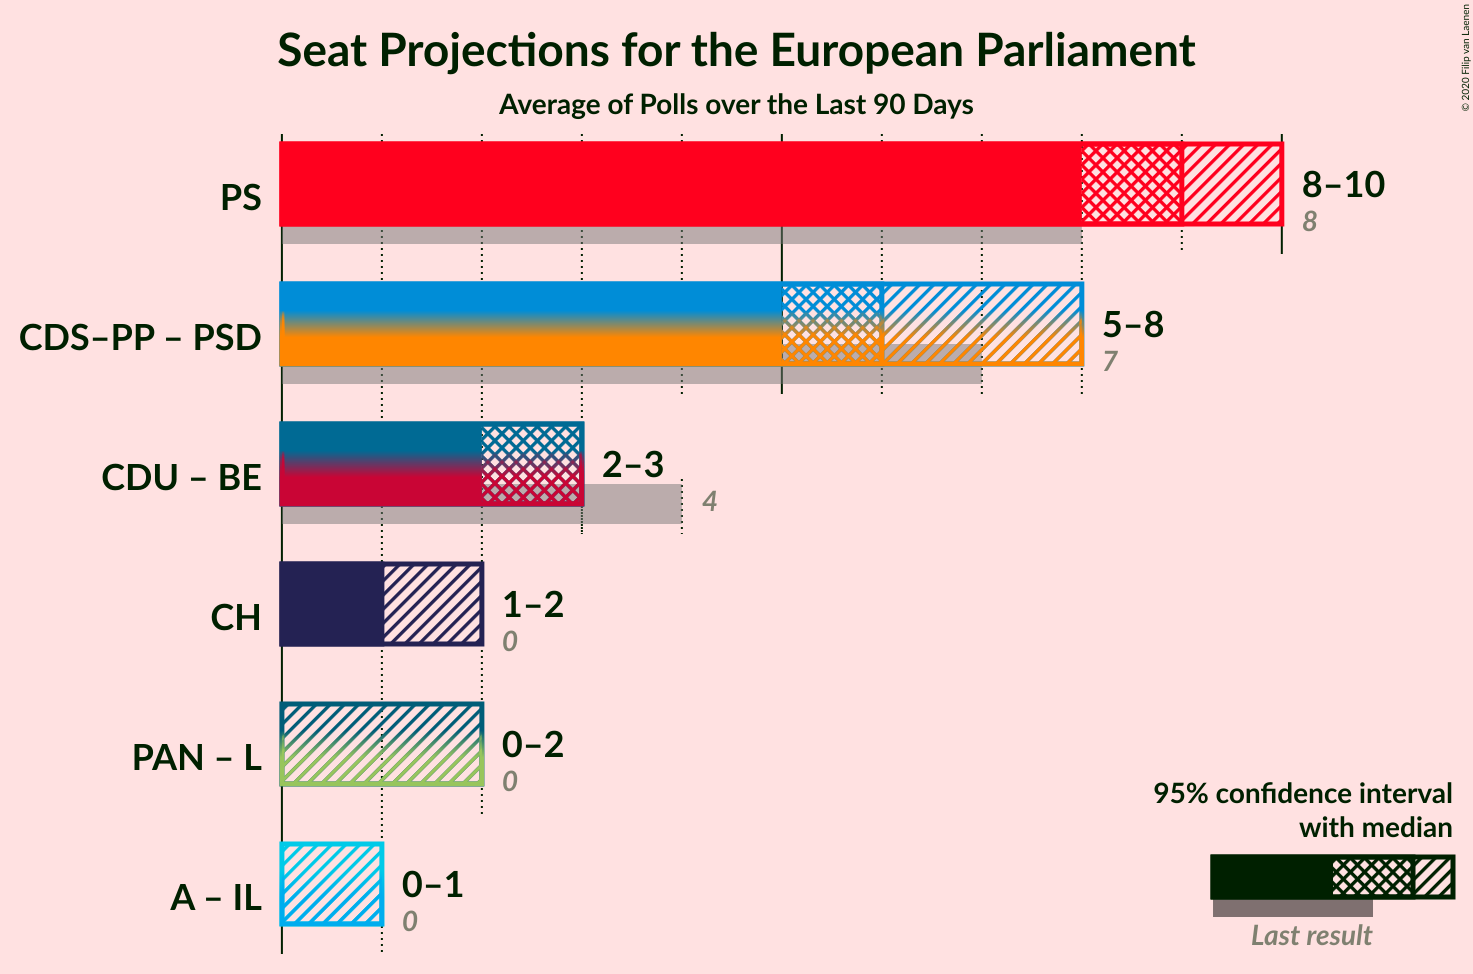 Seat Projections for the European Parliament
Average of Polls over the Last 90 Days
© 2020 Filip van Laenen
PS
8–10
8
CDS–PP – PSD
5–8
7
CDU – BE
2–3
4
CH
1–2
0
PAN – L
0–2
0
A – IL
0–1
0
95% confidence interval
with median
Last result